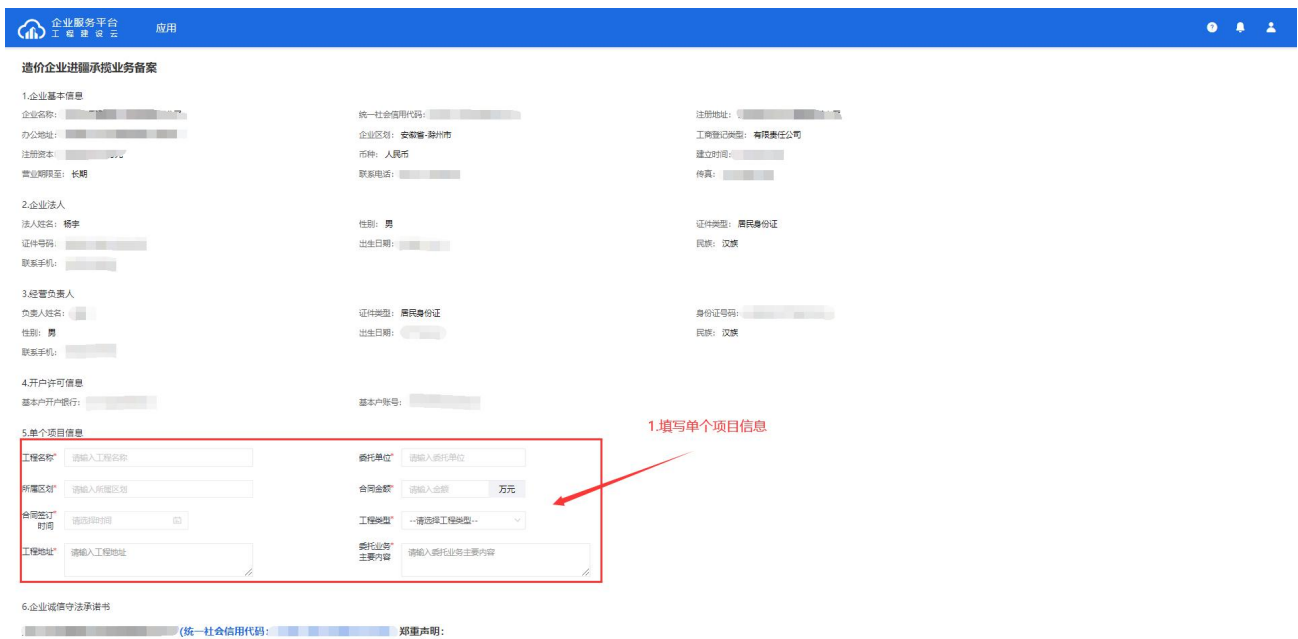 企业服务平台
工程建设云
应用
造价企业进疆承揽业务备案
1.企业基本信息
企业名称: 统一社会信用代码: 注册地址:
办公地址: 企业区划: 安徽省-滁州市 工商登记类型: 有限责任公司
注册资本: 币种: 人民币 建立时间:
营业期限至: 长期 联系电话: 传真:
2.企业法人
法人姓名: 杨宇 性别: 男 证件类型: 居民身份证
证件号码: 出生日期: 民族: 汉族
联系手机:
3.经营负责人
负责人姓名: 证件类型: 居民身份证 身份证号码:
性别: 男 出生日期: 民族: 汉族
联系手机:
4.开户许可信息
基本户开户银行: 基本户账号:
5.单个项目信息
1.填写单个项目信息
工程名称* 请输入工程名称 委托单位* 请输入委托单位
所属区划* 请输入所属区划 合同金额* 请输入金额 万元
合同签订*时间 请选择时间 工程类型* --请选择工程类型--
工程地址* 请输入工程地址 委托业务*主要内容 请输入委托业务主要内容
6.企业诚信守法承诺书
(统一社会信用代码: 郑重声明: